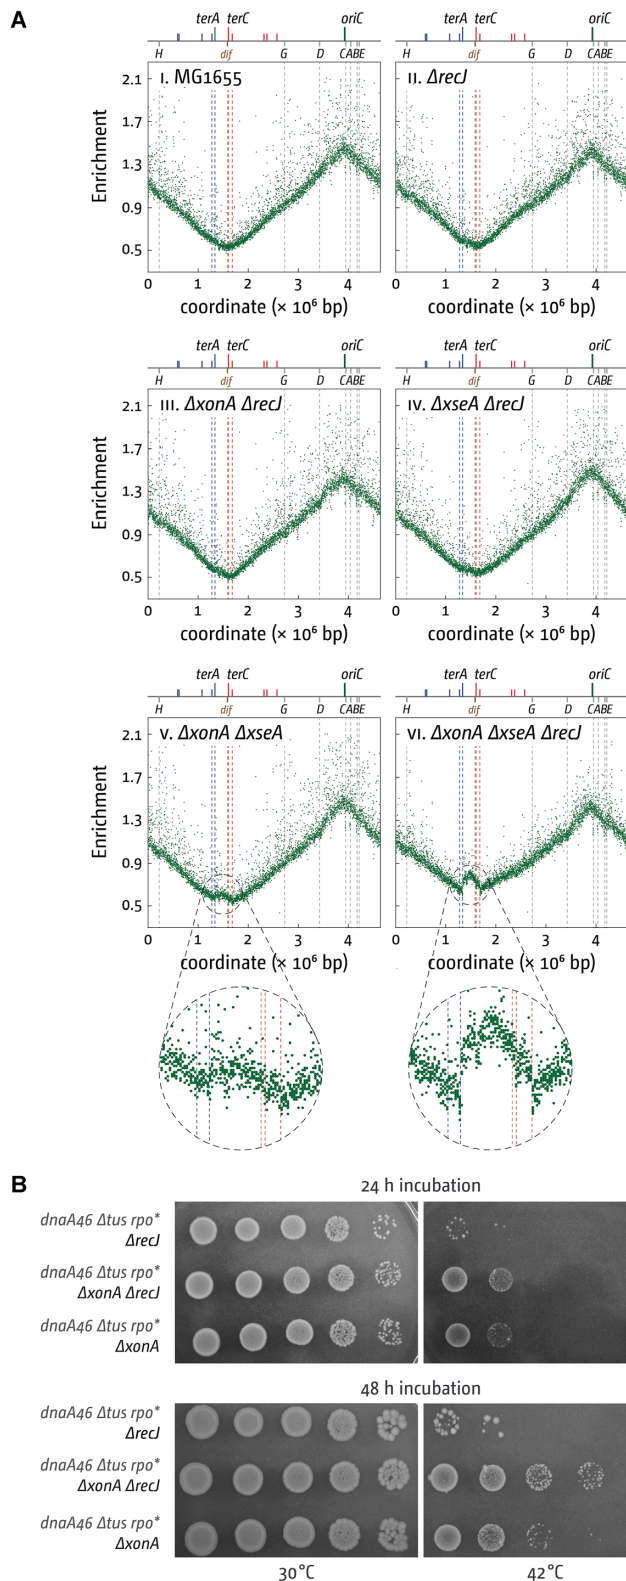 A
terA terC oriC
H dif G D CABE
I. MG1655
2.1
1.7
1.3
0.9
0.5
Enrichment
0 1 2 3 4
coordinate (× 10⁶ bp)
terA terC oriC
H dif G D CABE
II. ΔrecJ
0 1 2 3 4
coordinate (× 10⁶ bp)
terA terC oriC
H dif G D CABE
III. ΔxonA ΔrecJ
2.1
1.7
1.3
0.9
0.5
Enrichment
0 1 2 3 4
coordinate (× 10⁶ bp)
terA terC oriC
H dif G D CABE
IV. ΔxseA ΔrecJ
0 1 2 3 4
coordinate (× 10⁶ bp)
terA terC oriC
H dif G D CABE
V. ΔxonA ΔxseA
2.1
1.7
1.3
0.9
0.5
Enrichment
0 1 2 3 4
coordinate (× 10⁶ bp)
terA terC oriC
H dif G D CABE
VI. ΔxonA ΔxseA ΔrecJ
0 1 2 3 4
coordinate (× 10⁶ bp)
B
24 h incubation
dnaA46 Δtus rpo*
ΔrecJ
dnaA46 Δtus rpo*
ΔxonA ΔrecJ
dnaA46 Δtus rpo*
ΔxonA
48 h incubation
dnaA46 Δtus rpo*
ΔrecJ
dnaA46 Δtus rpo*
ΔxonA ΔrecJ
dnaA46 Δtus rpo*
ΔxonA
30°C 42°C